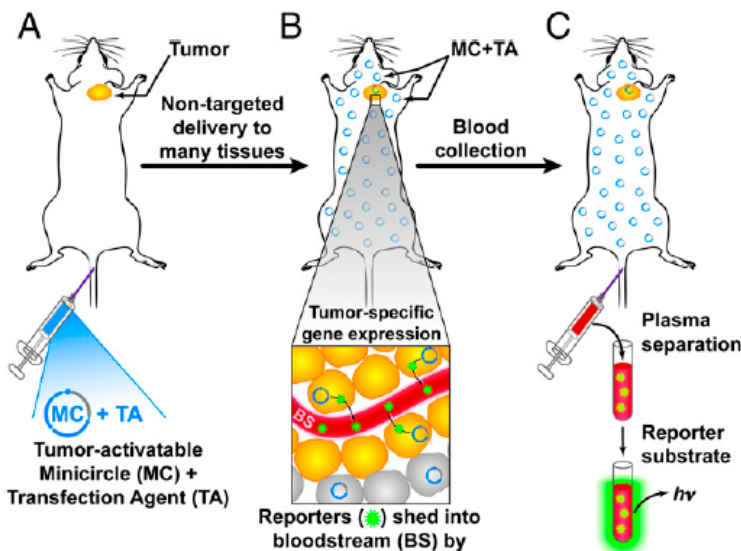 A
Tumor
Non-targeted
delivery to
many tissues
MC + TA
Tumor-activatable
Minicircle (MC) +
Transfection Agent (TA)
B
MC+TA
Blood
collection
Tumor-specific
gene expression
BS
Reporters ( ) shed into
bloodstream (BS) by
C
Plasma
separation
Reporter
substrate
hν